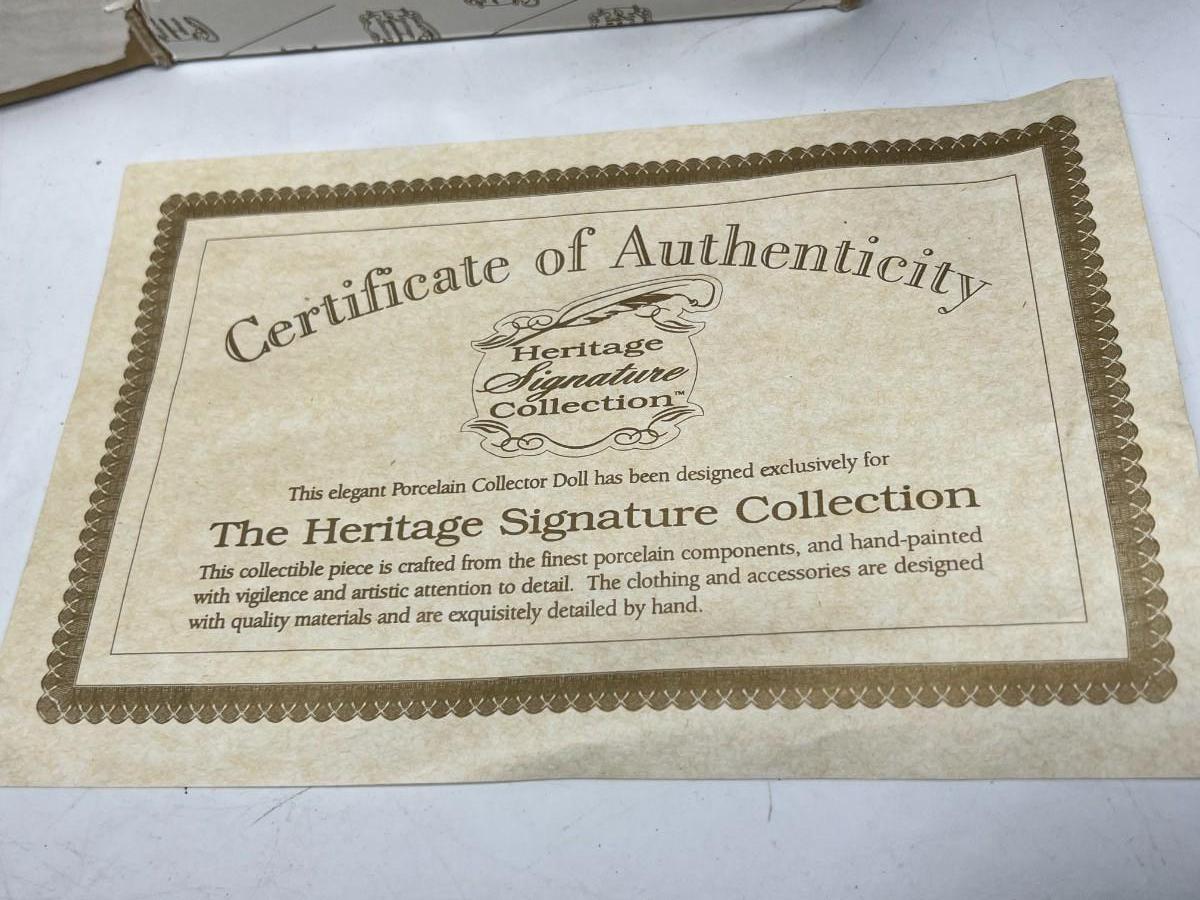 Certificate of Authenticity
Heritage
Signature
Collection™
This elegant Porcelain Collector Doll has been designed exclusively for
The Heritage Signature Collection
This collectible piece is crafted from the finest porcelain components, and hand-painted
with vigilence and artistic attention to detail. The clothing and accessories are designed
with quality materials and are exquisitely detailed by hand.